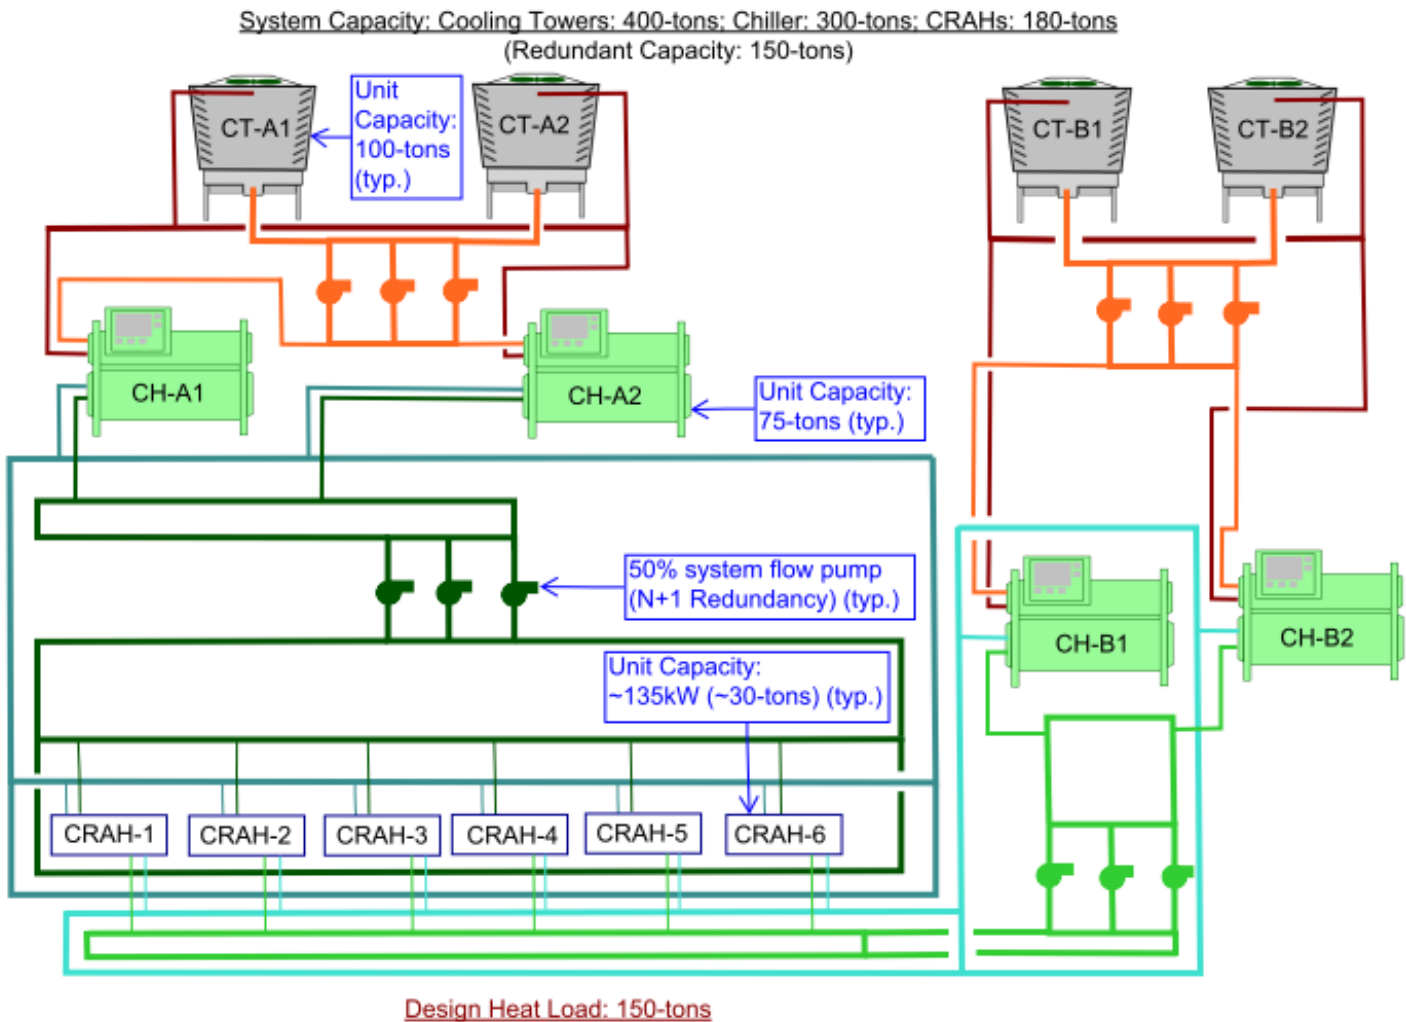 System Capacity: Cooling Towers: 400-tons; Chiller: 300-tons; CRAHs: 180-tons
(Redundant Capacity: 150-tons)
CT-A1
Unit
Capacity:
100-tons
(typ.)
CT-A2
CT-B1
CT-B2
CH-A1
CH-A2
Unit Capacity:
75-tons (typ.)
50% system flow pump
(N+1 Redundancy) (typ.)
CH-B1
CH-B2
Unit Capacity:
~135kW (~30-tons) (typ.)
CRAH-1
CRAH-2
CRAH-3
CRAH-4
CRAH-5
CRAH-6
Design Heat Load: 150-tons